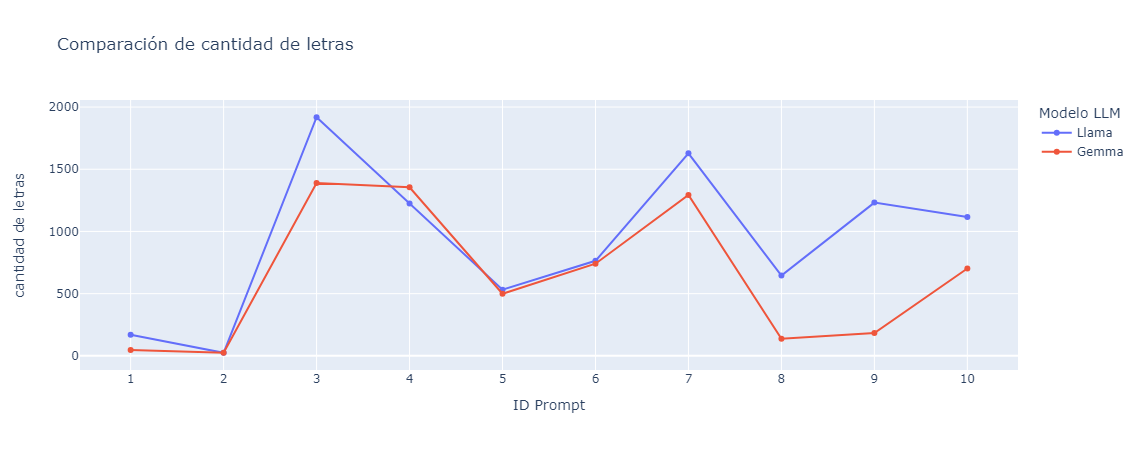 Comparación de cantidad de letras
Modelo LLM
Llama
Gemma
cantidad de letras
2000
1500
1000
500
0
1 2 3 4 5 6 7 8 9 10
ID Prompt